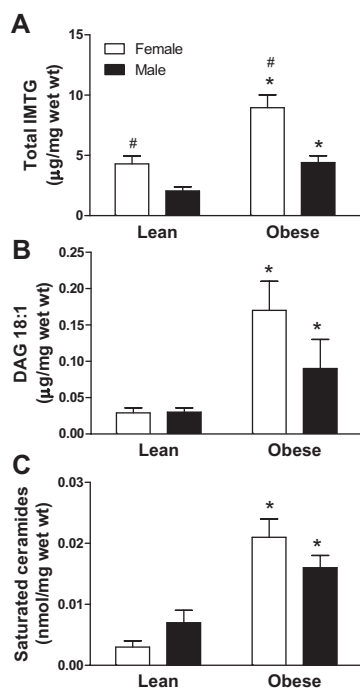 A
Female
Male
Total IMTG
(μg/mg wet wt)
15
10
5
0
#
#
*
*
Lean
Obese
B
DAG 18:1
(μg/mg wet wt)
0.25
0.20
0.15
0.10
0.05
0.00
*
*
Lean
Obese
C
Saturated ceramides
(nmol/mg wet wt)
0.03
0.02
0.01
0.00
*
*
Lean
Obese